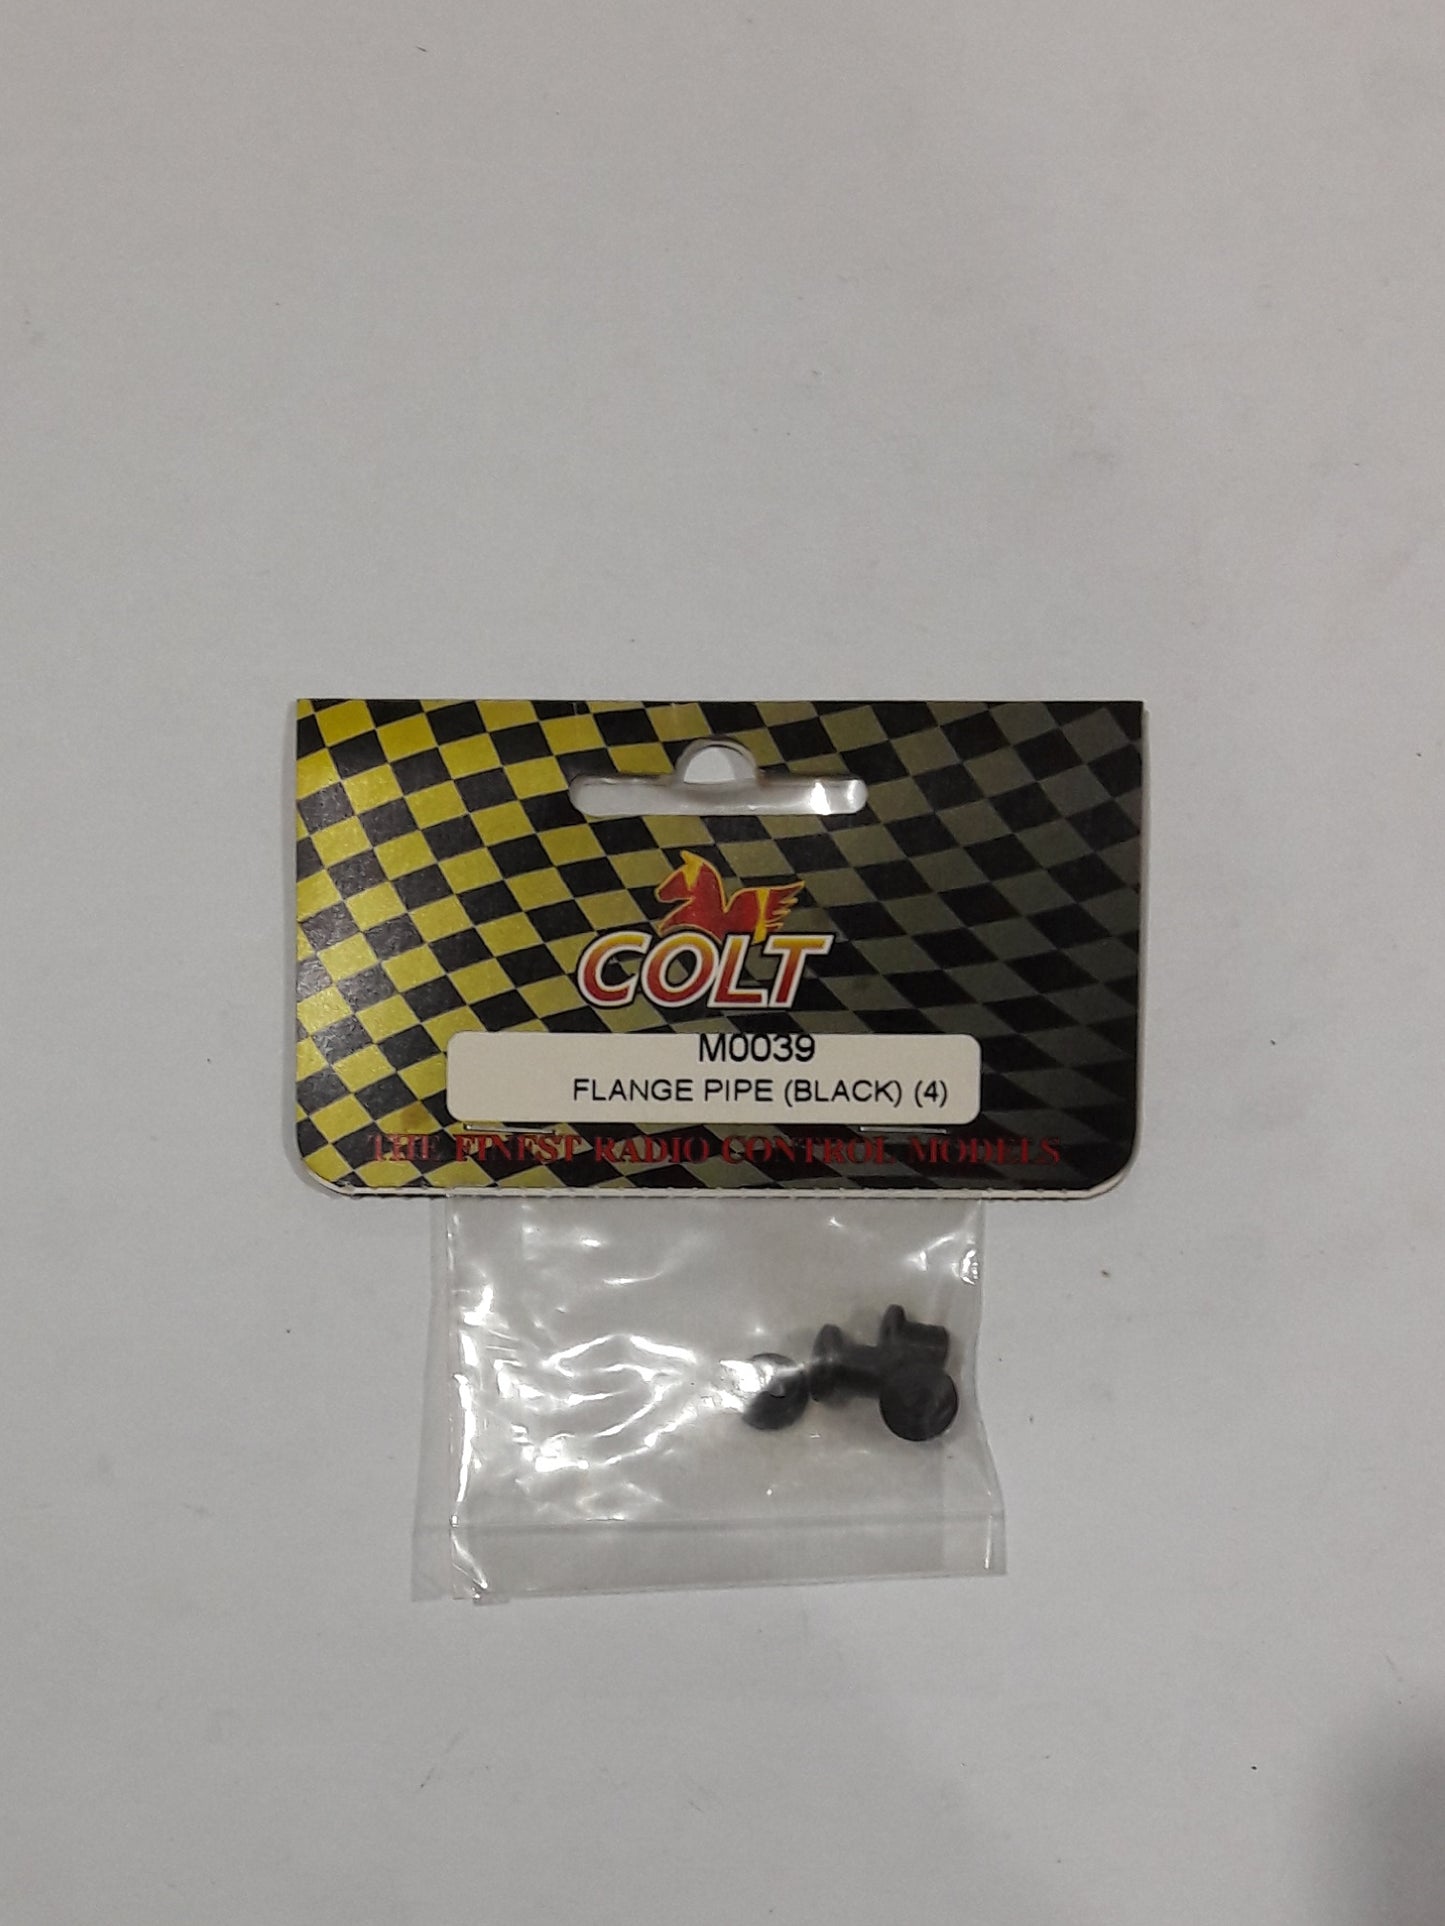 COLT
M0039
FLANGE PIPE (BLACK) (4)
THE FINEST RADIO CONTROL MODELS